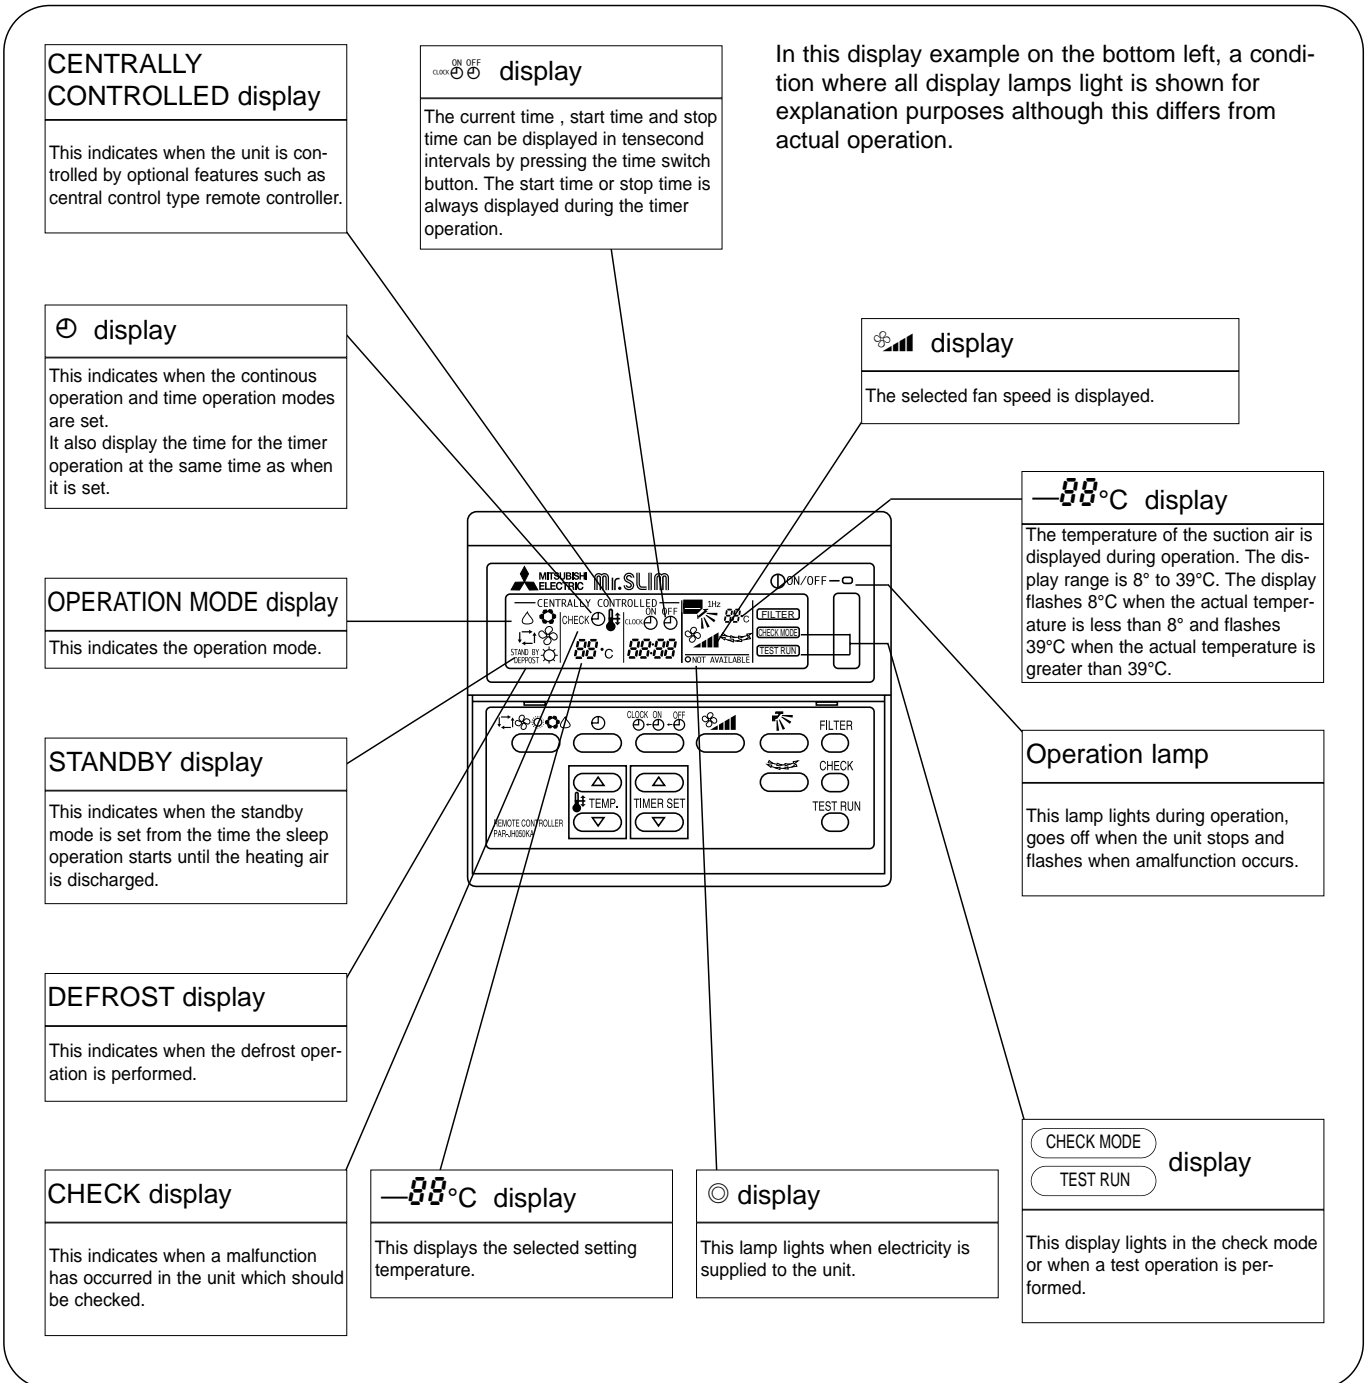 CENTRALLY
CONTROLLED display
This indicates when the unit is con-
trolled by optional features such as
central control type remote controller.
CLOCK ON OFF display
The current time , start time and stop
time can be displayed in tensecond
intervals by pressing the time switch
button. The start time or stop time is
always displayed during the timer
operation.
In this display example on the bottom left, a condi-
tion where all display lamps light is shown for
explanation purposes although this differs from
actual operation.
display
This indicates when the continous
operation and time operation modes
are set.
It also display the time for the timer
operation at the same time as when
it is set.
display
The selected fan speed is displayed.
—88°C display
The temperature of the suction air is
displayed during operation. The dis-
play range is 8° to 39°C. The display
flashes 8°C when the actual temper-
ature is less than 8° and flashes
39°C when the actual temperature is
greater than 39°C.
OPERATION MODE display
This indicates the operation mode.
STANDBY display
This indicates when the standby
mode is set from the time the sleep
operation starts until the heating air
is discharged.
MITSUBISHI
ELECTRIC
Mr.SLIM
ON/OFF
CENTRALLY CONTROLLED
CHECK
CLOCK ON OFF
1Hz
88°C
FILTER
CHECK MODE
TEST RUN
STAND BY
DEPPOST
88°C
88:88
NOT AVAILABLE
CLOCK ON OFF
FILTER
CHECK
TEMP.
TIMER SET
TEST RUN
REMOTE CONTROLLER
PAR-JH050KA
Operation lamp
This lamp lights during operation,
goes off when the unit stops and
flashes when amalfunction occurs.
DEFROST display
This indicates when the defrost oper-
ation is performed.
CHECK display
This indicates when a malfunction
has occurred in the unit which should
be checked.
—88°C display
This displays the selected setting
temperature.
◎ display
This lamp lights when electricity is
supplied to the unit.
CHECK MODE
TEST RUN
display
This display lights in the check mode
or when a test operation is per-
formed.